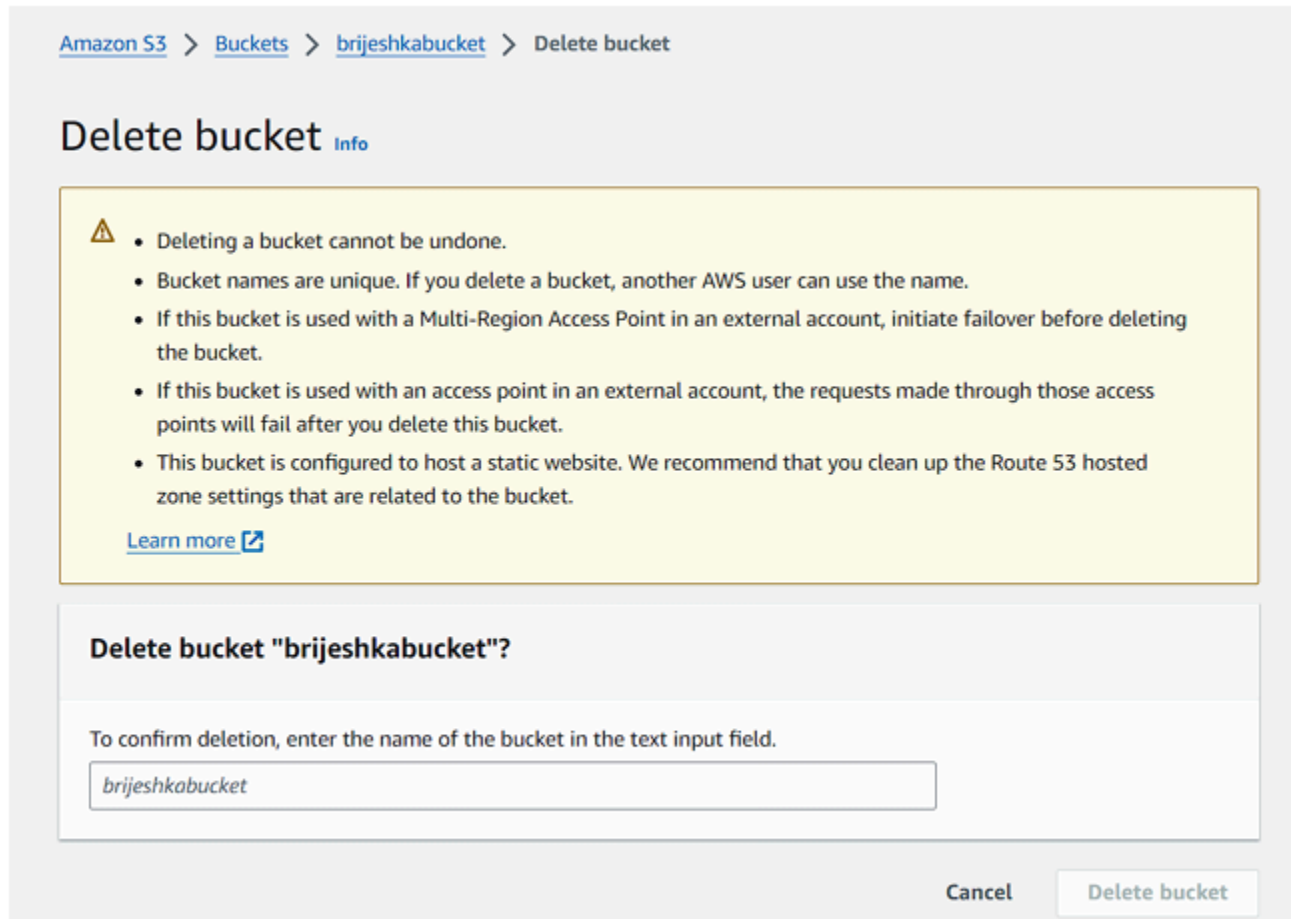 Amazon S3 > Buckets > brijeshkabucket > Delete bucket
Delete bucket Info
• Deleting a bucket cannot be undone.
• Bucket names are unique. If you delete a bucket, another AWS user can use the name.
• If this bucket is used with a Multi-Region Access Point in an external account, initiate failover before deleting
the bucket.
• If this bucket is used with an access point in an external account, the requests made through those access
points will fail after you delete this bucket.
• This bucket is configured to host a static website. We recommend that you clean up the Route 53 hosted
zone settings that are related to the bucket.
Learn more
Delete bucket "brijeshkabucket"?
To confirm deletion, enter the name of the bucket in the text input field.
brijeshkabucket
Cancel Delete bucket